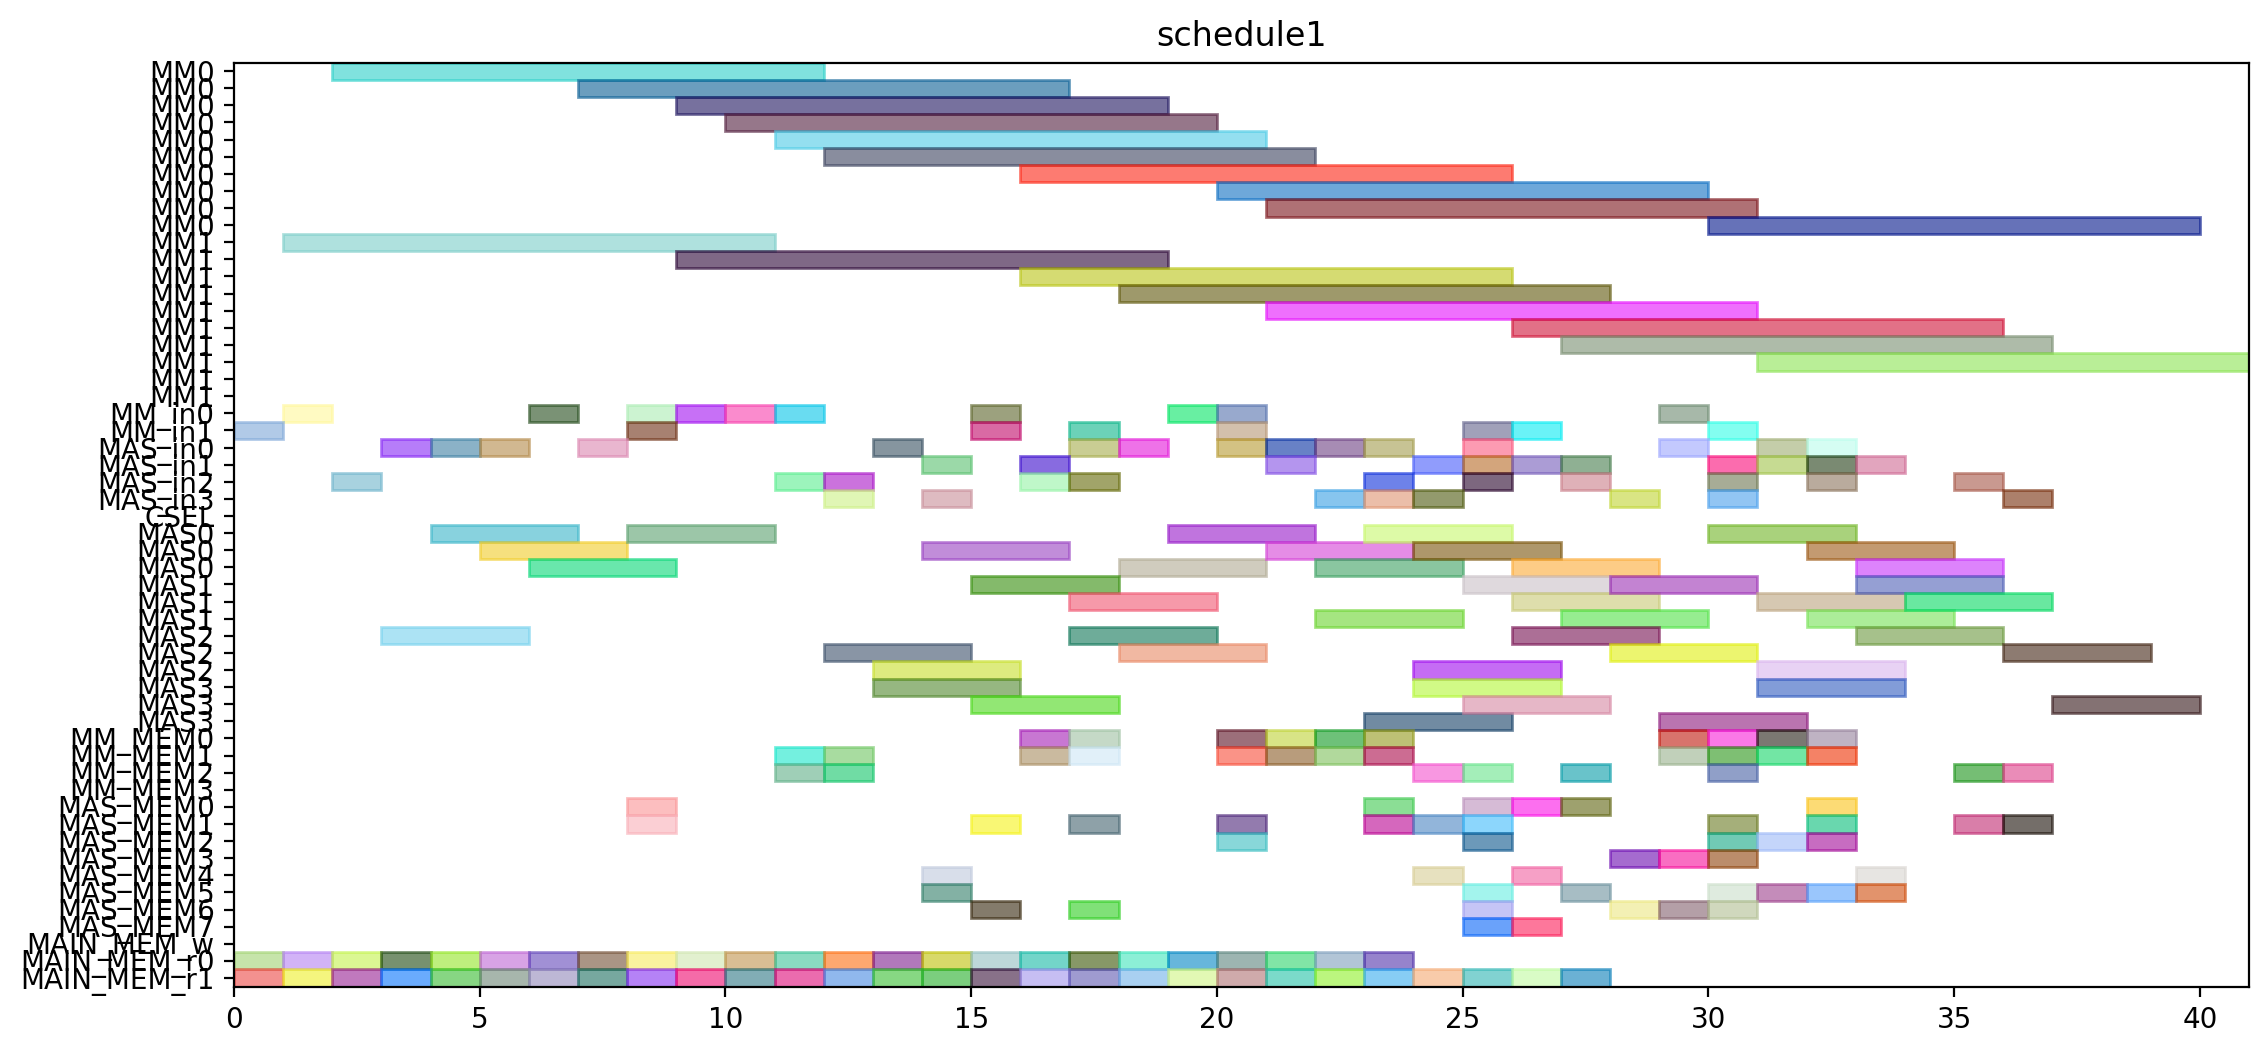 schedule1
MM0
MM0
MM0
MM0
MM0
MM0
MM0
MM0
MM0
MM0
MM1
MM1
MM1
MM1
MM1
MM1
MM1
MM1
MM1
MM1
MM_in0
MM_in1
MAS_in0
MAS_in1
MAS_in2
MAS_in3
CSEL
MAS0
MAS0
MAS0
MAS1
MAS1
MAS1
MAS2
MAS2
MAS2
MAS3
MAS3
MAS3
MM_MEM0
MM_MEM1
MM_MEM2
MM_MEM3
MAS_MEM0
MAS_MEM1
MAS_MEM2
MAS_MEM3
MAS_MEM4
MAS_MEM5
MAS_MEM6
MAS_MEM7
MAIN_MEM_w
MAIN_MEM_r0
MAIN_MEM_r1
0 5 10 15 20 25 30 35 40